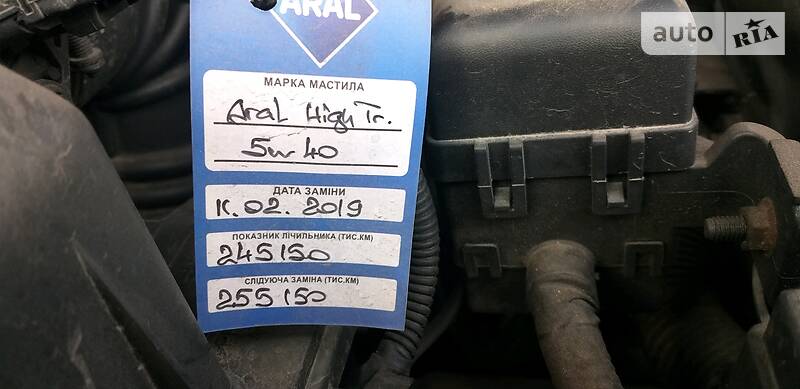 ARAL
auto RIA
МАРКА МАСТИЛА
Aral High Tr.
5w40
ДАТА ЗАМІНИ
11.02.2019
ПОКАЗНИК ЛІЧИЛЬНИКА (ТИС.КМ)
245150
СЛІДУЮЧА ЗАМІНА (ТИС.КМ)
255150